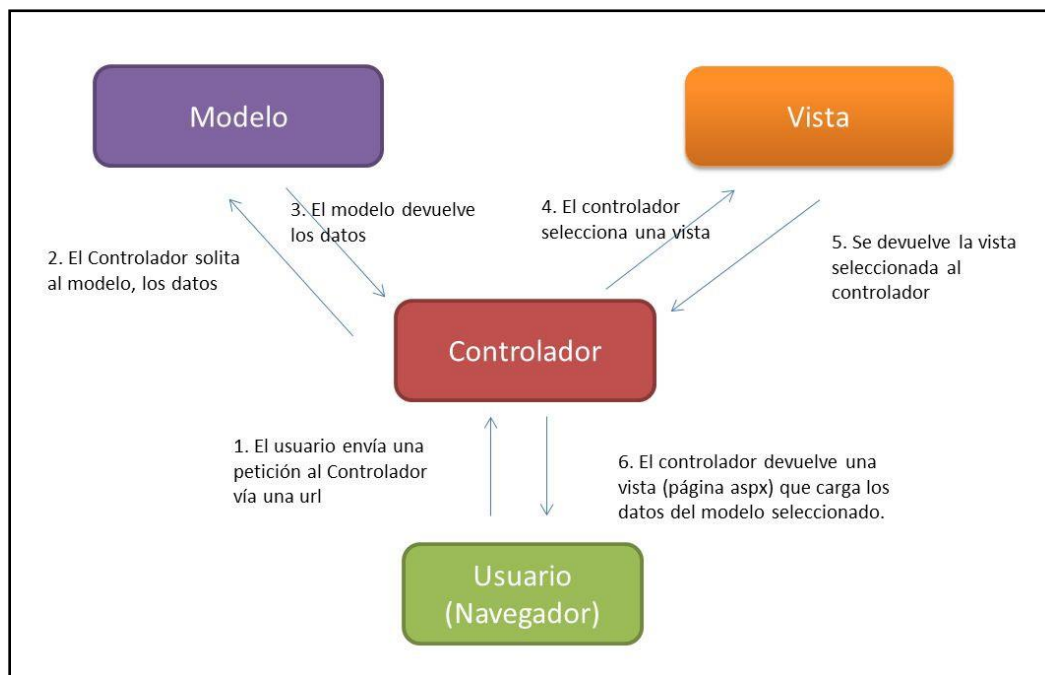 Modelo
Vista
3. El modelo devuelve
los datos
4. El controlador
selecciona una vista
2. El Controlador solita
al modelo, los datos
5. Se devuelve la vista
seleccionada al
controlador
Controlador
1. El usuario envía una
petición al Controlador
vía una url
6. El controlador devuelve una
vista (página aspx) que carga los
datos del modelo seleccionado.
Usuario
(Navegador)